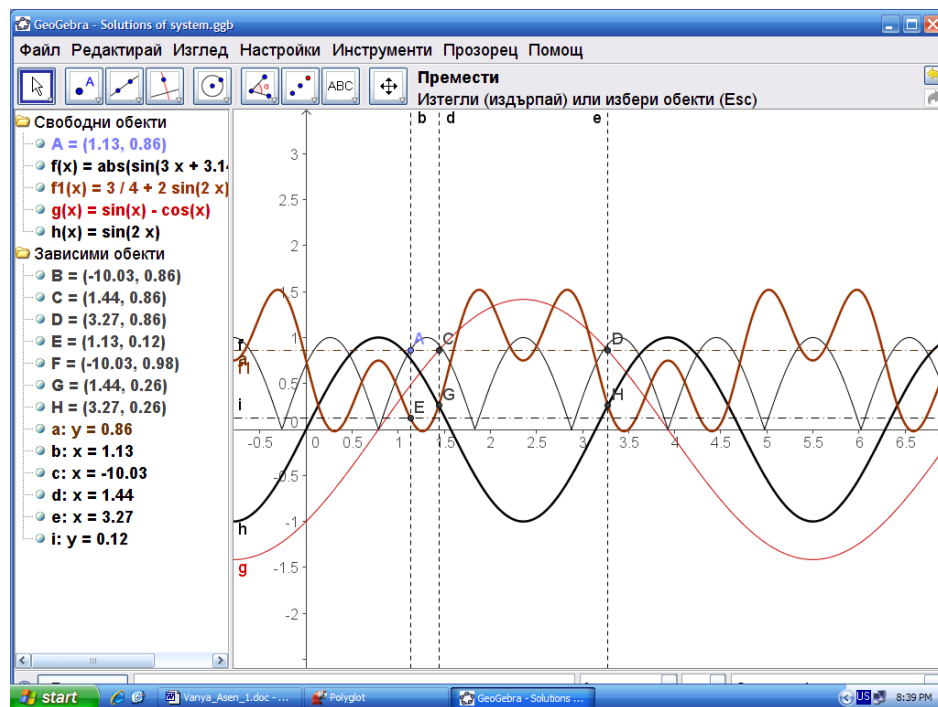 GeoGebra - Solutions of system.ggb
Файл Редактирай Изглед Настройки Инструменти Прозорец Помощ
A
α
ABC
Премести
Изтегли (издърпай) или избери обекти (Esc)
Свободни обекти
A = (1.13, 0.86)
f(x) = abs(sin(3 x + 3.14
f1(x) = 3 / 4 + 2 sin(2 x)
g(x) = sin(x) - cos(x)
h(x) = sin(2 x)
Зависими обекти
B = (-10.03, 0.86)
C = (1.44, 0.86)
D = (3.27, 0.86)
E = (1.13, 0.12)
F = (-10.03, 0.98)
G = (1.44, 0.26)
H = (3.27, 0.26)
a: y = 0.86
b: x = 1.13
c: x = -10.03
d: x = 1.44
e: x = 3.27
i: y = 0.12
b d e
3
2.5
2
1.5
1
0.5
0
-0.5
-1
-1.5
-2
-0.5 0 0.5 1 1.5 2 2.5 3 3.5 4 4.5 5 5.5 6 6.5
f
a
f1
i
h
g
A C D
G H
E
start
Vanya_Asen_1.doc - ...
Polyglot
GeoGebra - Solutions ...
US
8:39 PM